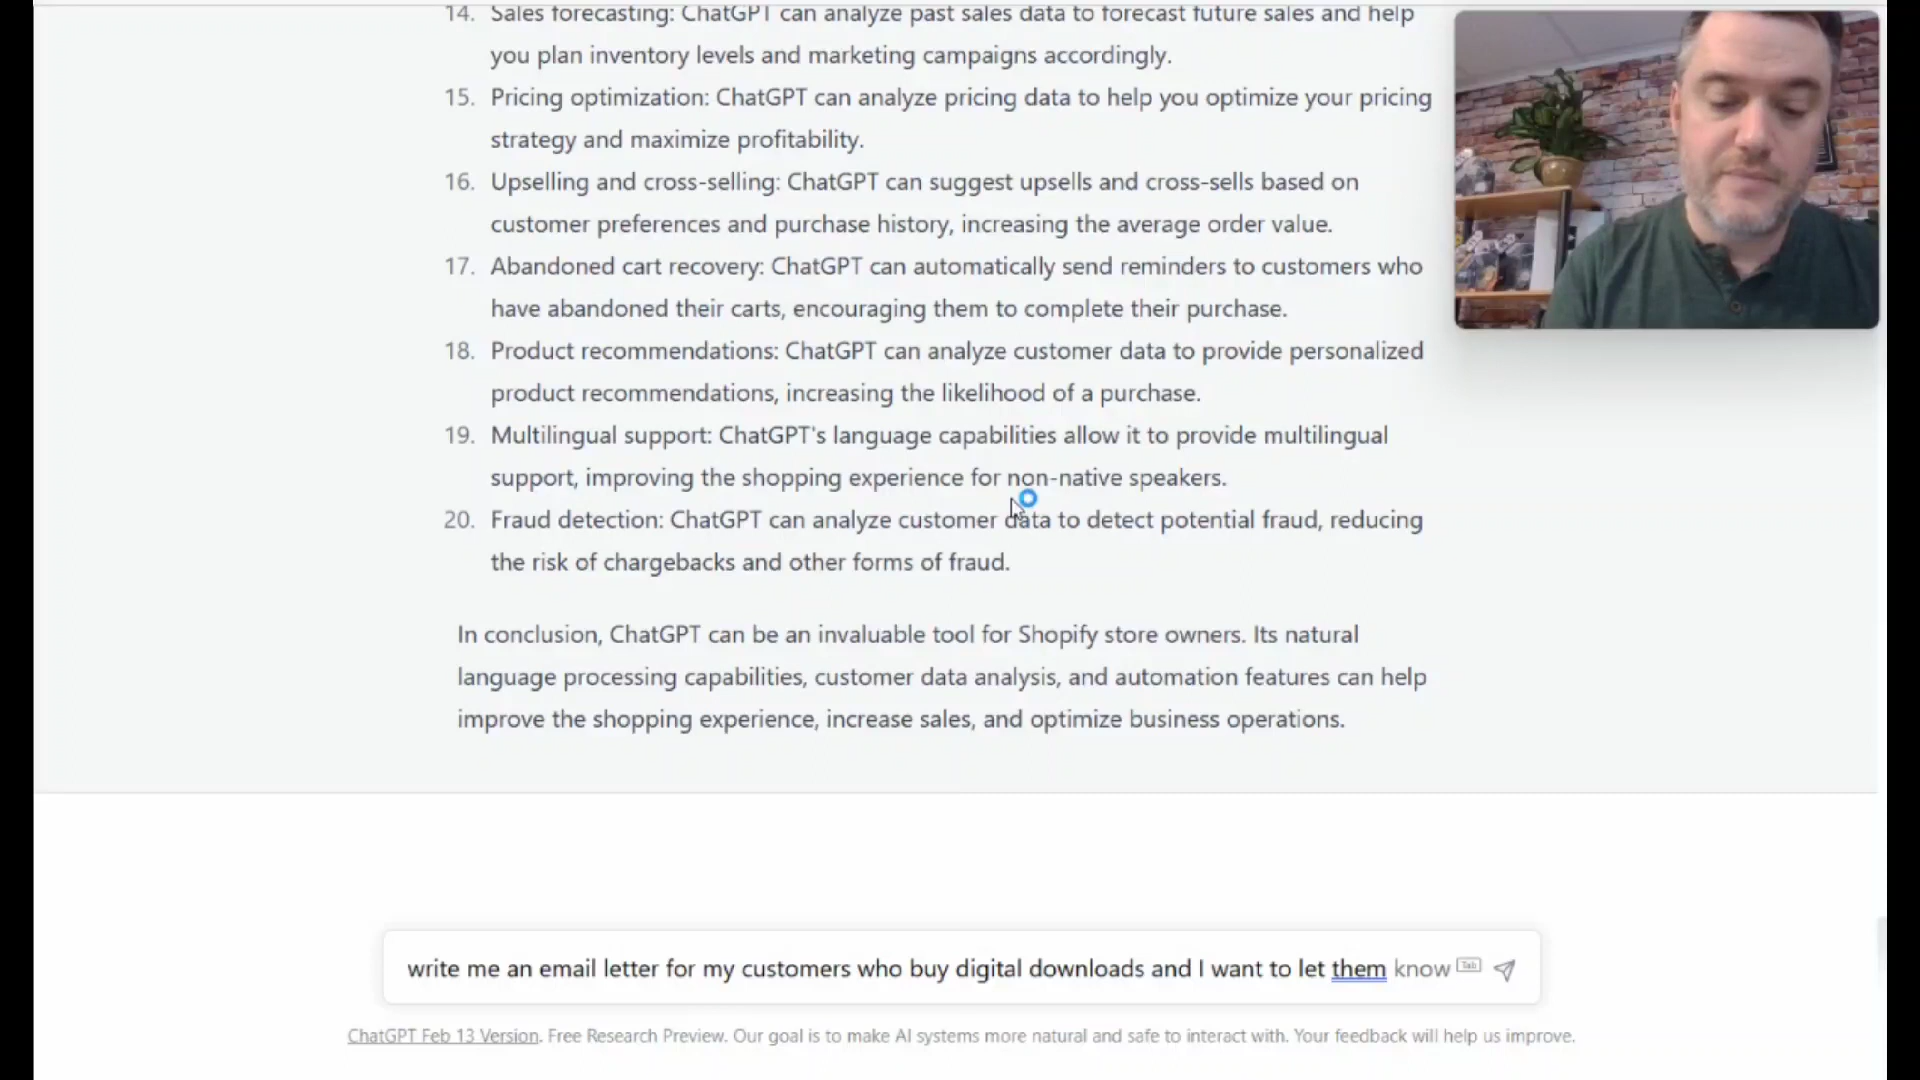 14. Sales forecasting: ChatGPT can analyze past sales data to forecast future sales and help
you plan inventory levels and marketing campaigns accordingly.
15. Pricing optimization: ChatGPT can analyze pricing data to help you optimize your pricing
strategy and maximize profitability.
16. Upselling and cross-selling: ChatGPT can suggest upsells and cross-sells based on
customer preferences and purchase history, increasing the average order value.
17. Abandoned cart recovery: ChatGPT can automatically send reminders to customers who
have abandoned their carts, encouraging them to complete their purchase.
18. Product recommendations: ChatGPT can analyze customer data to provide personalized
product recommendations, increasing the likelihood of a purchase.
19. Multilingual support: ChatGPT's language capabilities allow it to provide multilingual
support, improving the shopping experience for non-native speakers.
20. Fraud detection: ChatGPT can analyze customer data to detect potential fraud, reducing
the risk of chargebacks and other forms of fraud.
In conclusion, ChatGPT can be an invaluable tool for Shopify store owners. Its natural
language processing capabilities, customer data analysis, and automation features can help
improve the shopping experience, increase sales, and optimize business operations.
write me an email letter for my customers who buy digital downloads and I want to let them know Tab
ChatGPT Feb 13 Version. Free Research Preview. Our goal is to make AI systems more natural and safe to interact with. Your feedback will help us improve.